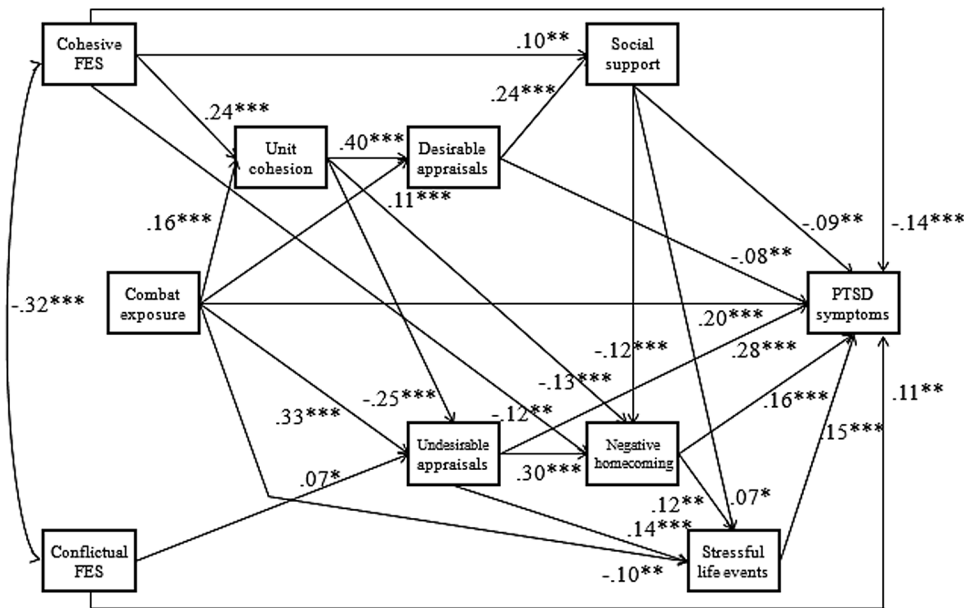 Cohesive
FES
.10**
Social
support
.24***
.24***
Unit
cohesion
.40***
Desirable
appraisals
.16***
.11***
-.09**
-.14***
-.08**
-.32***
Combat
exposure
PTSD
symptoms
.20***
-.12***
.28***
-.13***
-.25***
-.12**
.33***
.16***
.11**
Undesirable
appraisals
Negative
homecoming
.15***
.30***
.07*
.12**
.07*
.14***
Conflictual
FES
Stressful
life events
-.10**